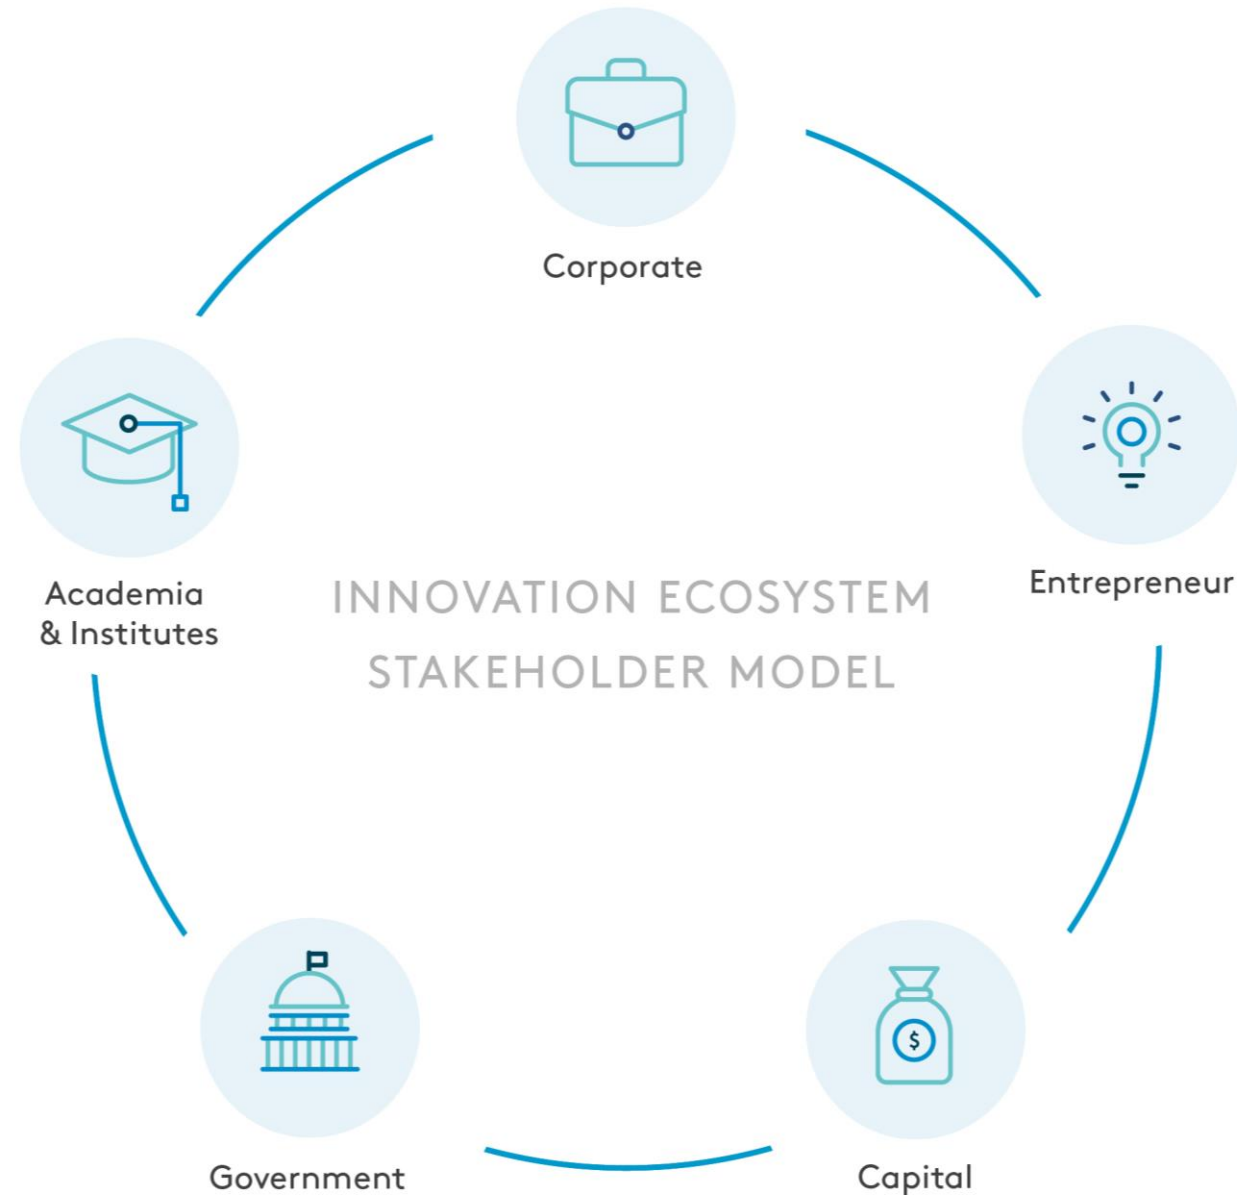 Corporate
Entrepreneur
Academia
& Institutes
INNOVATION ECOSYSTEM
STAKEHOLDER MODEL
$
Government
Capital